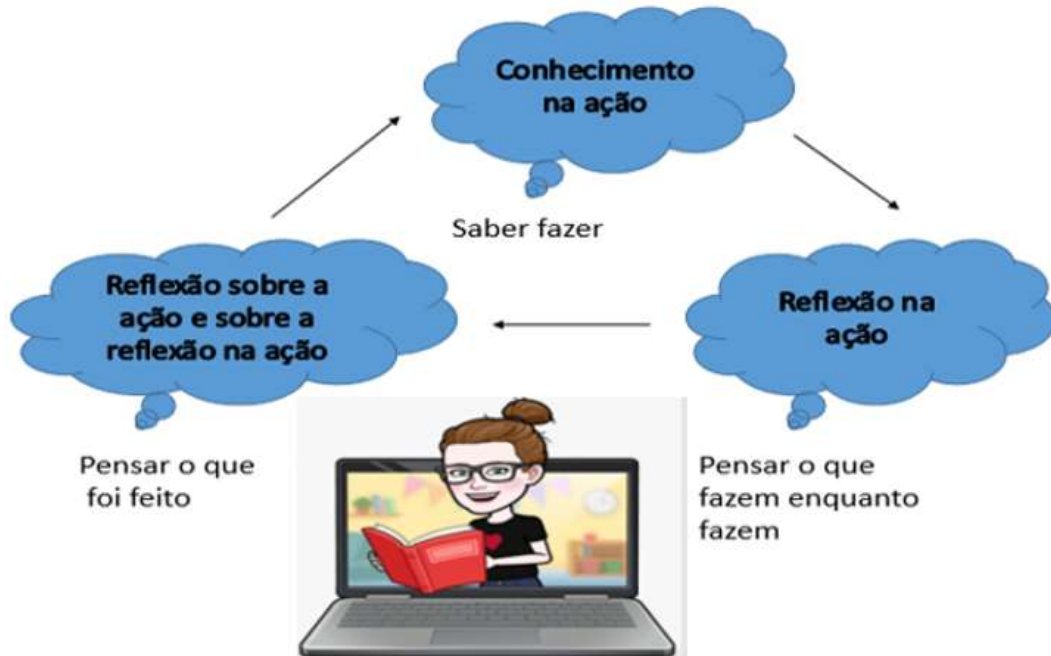 Conhecimento
na ação
Saber fazer
Reflexão sobre a
ação e sobre a
reflexão na ação
Pensar o que
foi feito
Reflexão na
ação
Pensar o que
fazem enquanto
fazem